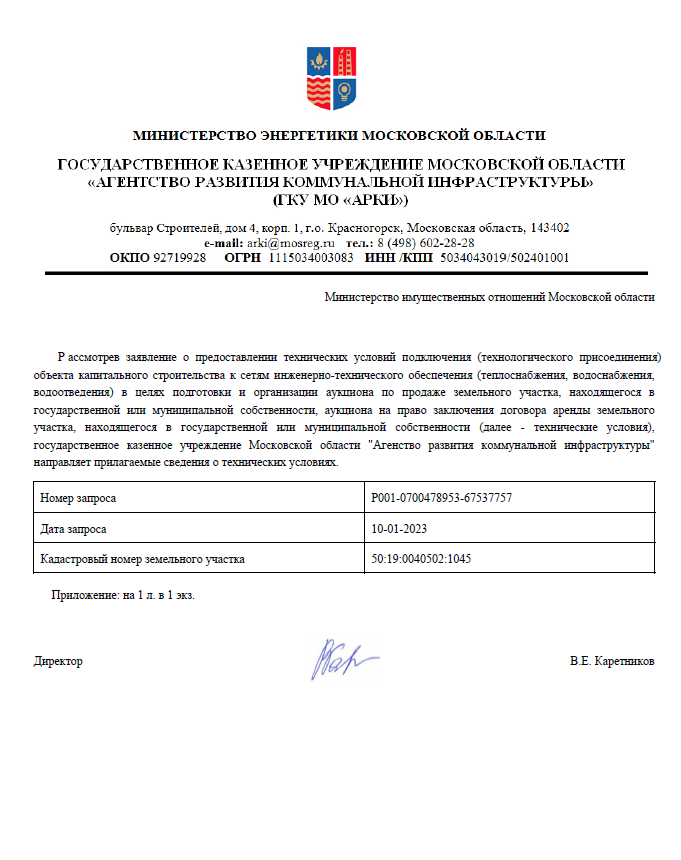 МИНИСТЕРСТВО ЭНЕРГЕТИКИ МОСКОВСКОЙ ОБЛАСТИ
ГОСУДАРСТВЕННОЕ КАЗЕННОЕ УЧРЕЖДЕНИЕ МОСКОВСКОЙ ОБЛАСТИ
«АГЕНТСТВО РАЗВИТИЯ КОММУНАЛЬНОЙ ИНФРАСТРУКТУРЫ»
(ГКУ МО «АРКИ»)
бульвар Строителей, дом 4, корп. 1, г.о. Красногорск, Московская область, 143402
e-mail: arki@mosreg.ru тел.: 8 (498) 602-28-28
ОКПО 92719928 ОГРН 1115034003083 ИНН /КПП 5034043019/502401001
Министерство имущественных отношений Московской области
Р ассмотрев заявление о предоставлении технических условий подключения (технологического присоединения)
объекта капитального строительства к сетям инженерно-технического обеспечения (теплоснабжения, водоснабжения,
водоотведения) в целях подготовки и организации аукциона по продаже земельного участка, находящегося в
государственной или муниципальной собственности, аукциона на право заключения договора аренды земельного
участка, находящегося в государственной или муниципальной собственности (далее - технические условия),
государственное казенное учреждение Московской области "Агенство развития коммунальной инфраструктуры"
направляет прилагаемые сведения о технических условиях.
Номер запроса P001-0700478953-67537757
Дата запроса 10-01-2023
Кадастровый номер земельного участка 50:19:0040502:1045
Приложение: на 1 л. в 1 экз.
Директор В.Е. Каретников